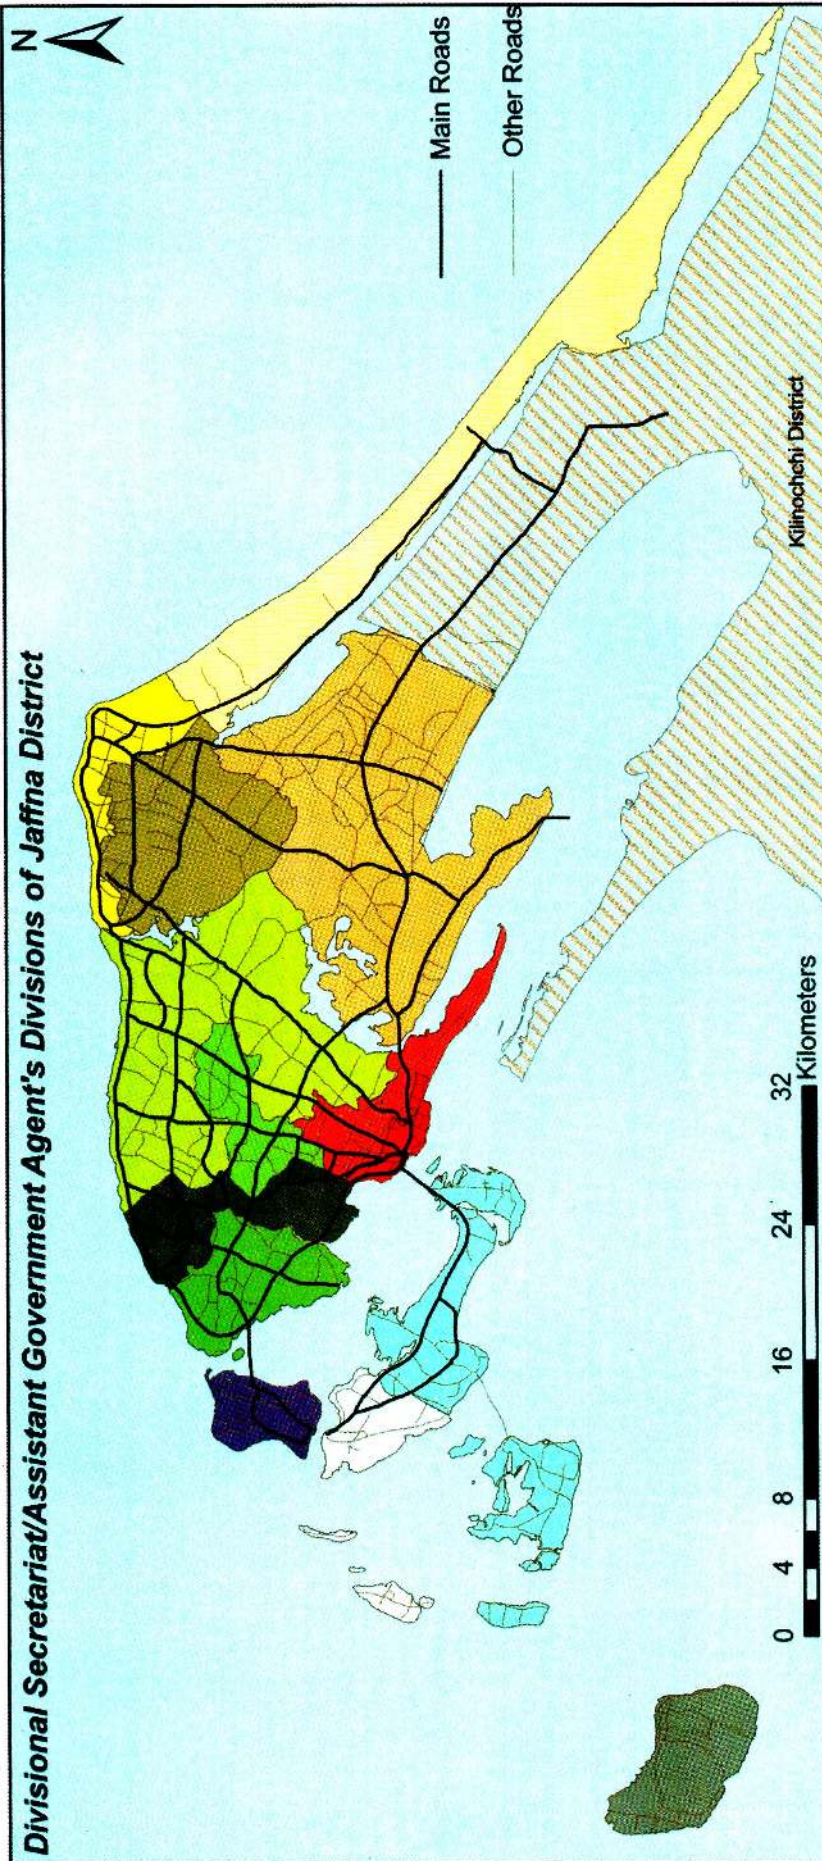 Divisional Secretariat/Assistant Government Agent's Divisions of Jaffna District
N
Main Roads
Other Roads
Kilinochchi District
0 4 8 16 24 32
Kilometers